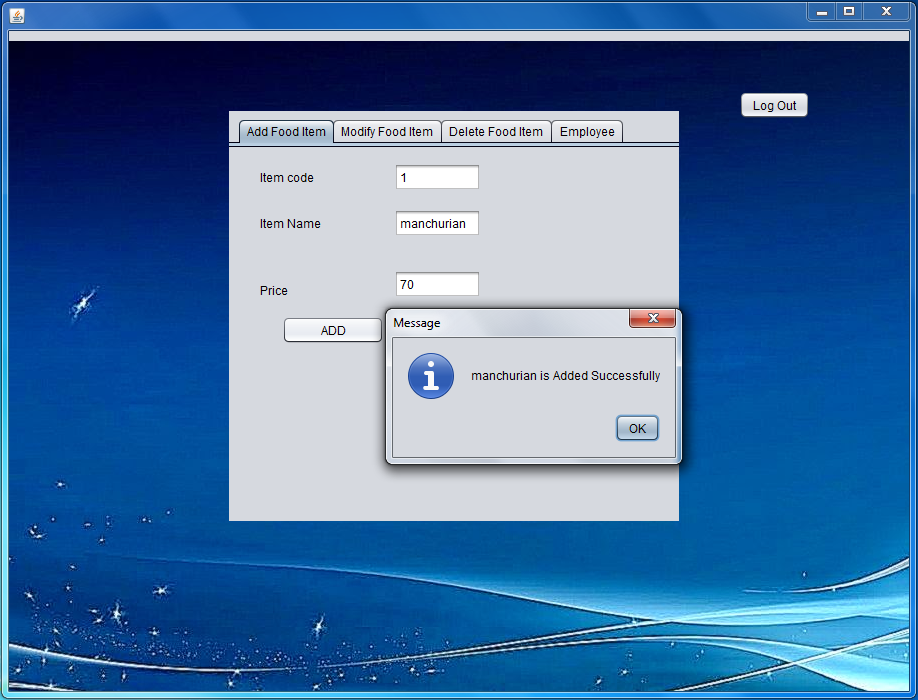 Log Out
Add Food Item Modify Food Item Delete Food Item Employee
Item code 1
Item Name manchurian
Price 70
ADD
Message
manchurian is Added Successfully
OK